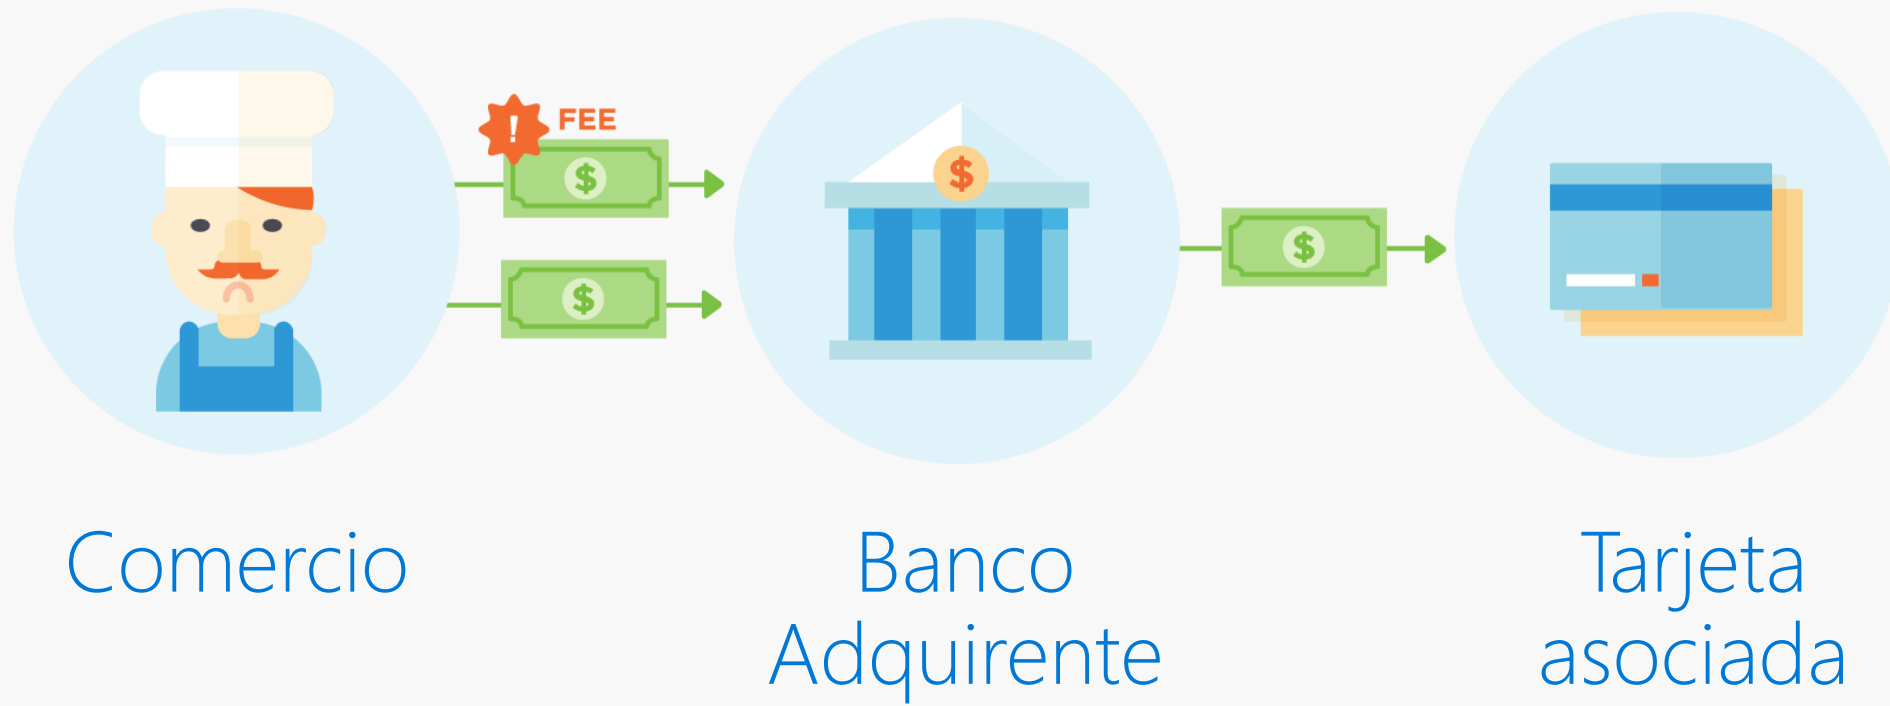 ! FEE
$
$
$
$
Comercio
Banco
Adquirente
Tarjeta
asociada